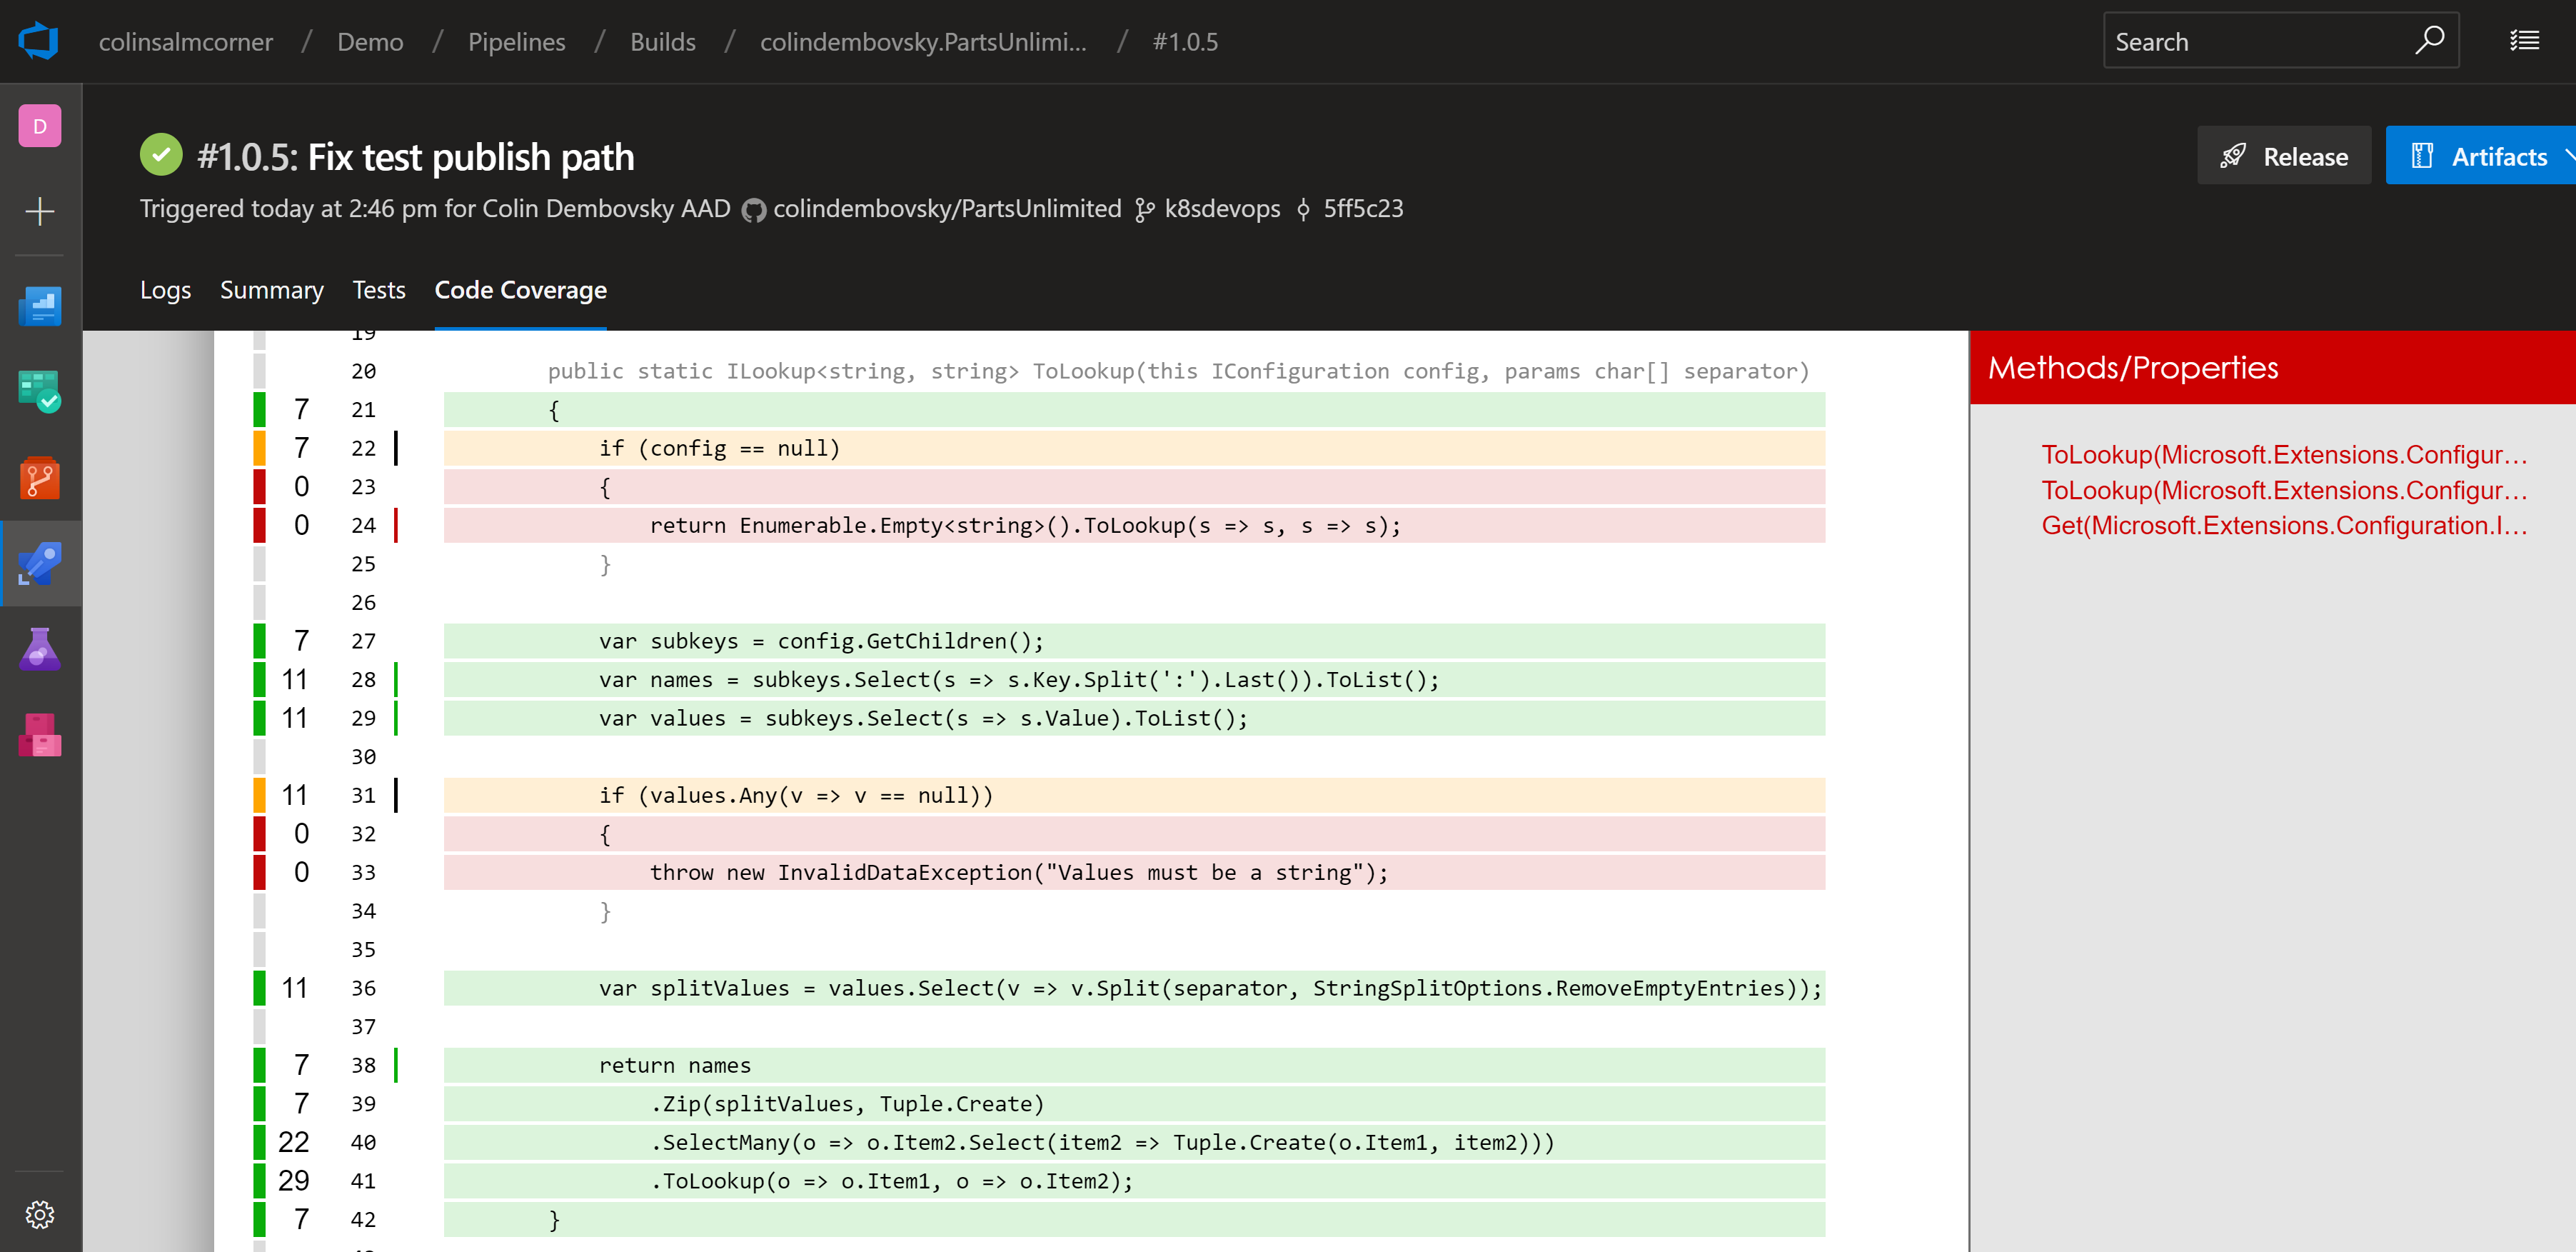 colinsalmcorner / Demo / Pipelines / Builds / colindembovsky.PartsUnlimi... / #1.0.5
Search
D
#1.0.5: Fix test publish path
Release
Artifacts
Triggered today at 2:46 pm for Colin Dembovsky AAD colindembovsky/PartsUnlimited k8sdevops 5ff5c23
Logs Summary Tests Code Coverage
19
20 public static ILookup<string, string> ToLookup(this IConfiguration config, params char[] separator)
7 21 {
7 22 if (config == null)
0 23 {
0 24 return Enumerable.Empty<string>().ToLookup(s => s, s => s);
25 }
26
7 27 var subkeys = config.GetChildren();
11 28 var names = subkeys.Select(s => s.Key.Split(':').Last()).ToList();
11 29 var values = subkeys.Select(s => s.Value).ToList();
30
11 31 if (values.Any(v => v == null))
0 32 {
0 33 throw new InvalidDataException("Values must be a string");
34 }
35
11 36 var splitValues = values.Select(v => v.Split(separator, StringSplitOptions.RemoveEmptyEntries));
37
7 38 return names
7 39 .Zip(splitValues, Tuple.Create)
22 40 .SelectMany(o => o.Item2.Select(item2 => Tuple.Create(o.Item1, item2)))
29 41 .ToLookup(o => o.Item1, o => o.Item2);
7 42 }
Methods/Properties
ToLookup(Microsoft.Extensions.Configur...
ToLookup(Microsoft.Extensions.Configur...
Get(Microsoft.Extensions.Configuration.I...